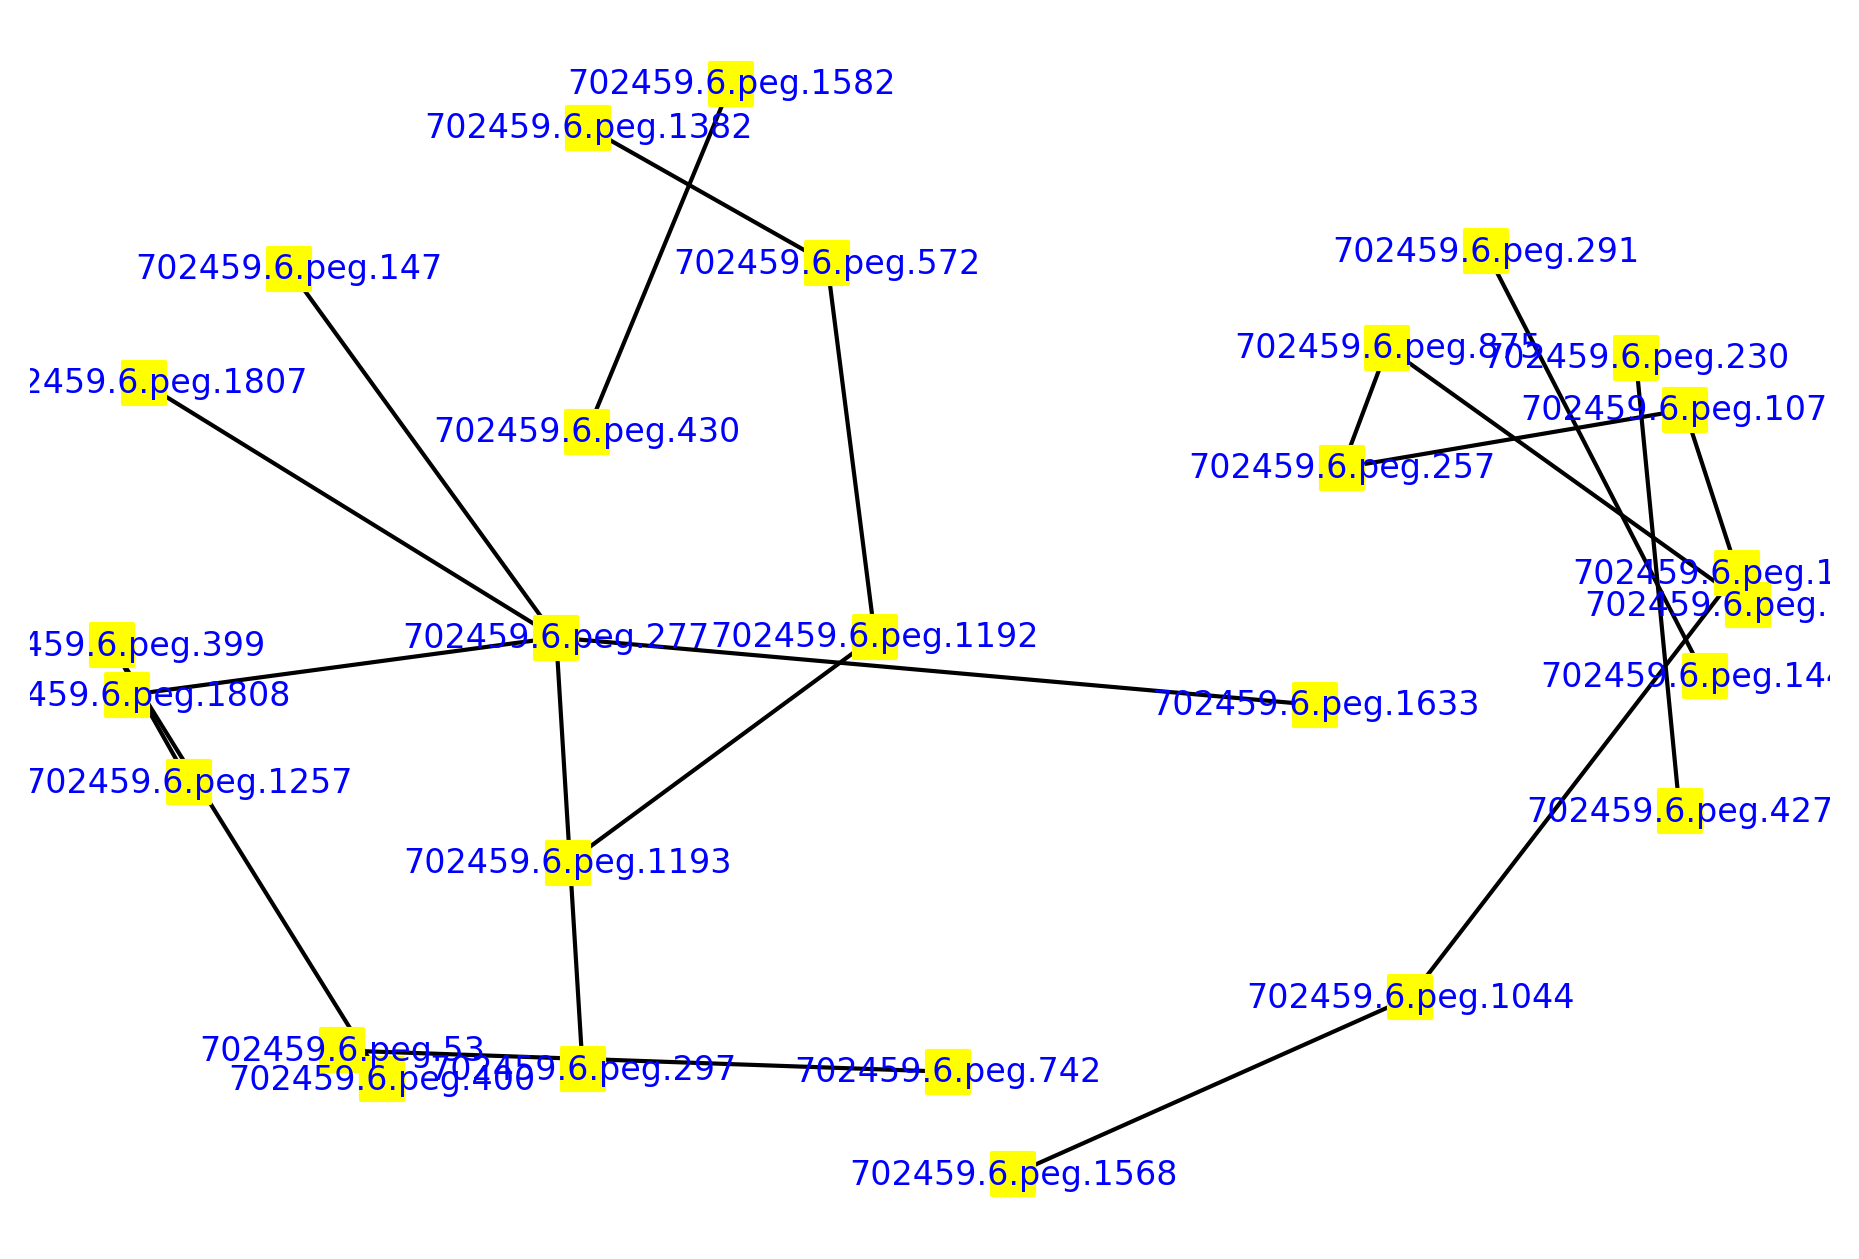 702459.6.peg.1582
702459.6.peg.1382
702459.6.peg.291
702459.6.peg.572
702459.6.peg.147
702459.6.peg.875
702459.6.peg.230
2459.6.peg.1807
702459.6.peg.107
702459.6.peg.430
702459.6.peg.257
702459.6.peg.1
702459.6.peg.
459.6.peg.399
702459.6.peg.277
702459.6.peg.1192
702459.6.peg.144
459.6.peg.1808
702459.6.peg.1633
702459.6.peg.1257
702459.6.peg.427
702459.6.peg.1193
702459.6.peg.1044
702459.6.peg.53
702459.6.peg.297
702459.6.peg.742
702459.6.peg.400
702459.6.peg.1568